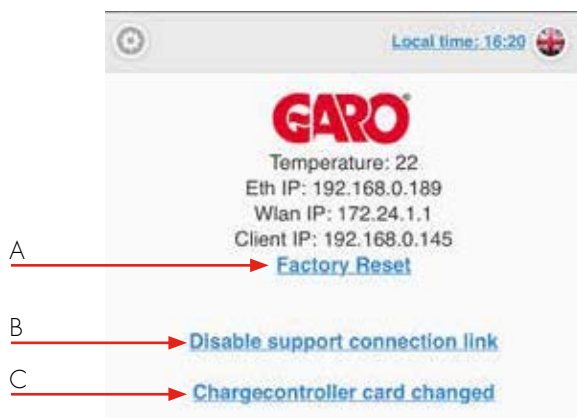 Local time: 16:20
GARO
Temperature: 22
Eth IP: 192.168.0.189
Wlan IP: 172.24.1.1
Client IP: 192.168.0.145
A
Factory Reset
B
Disable support connection link
C
Chargecontroller card changed